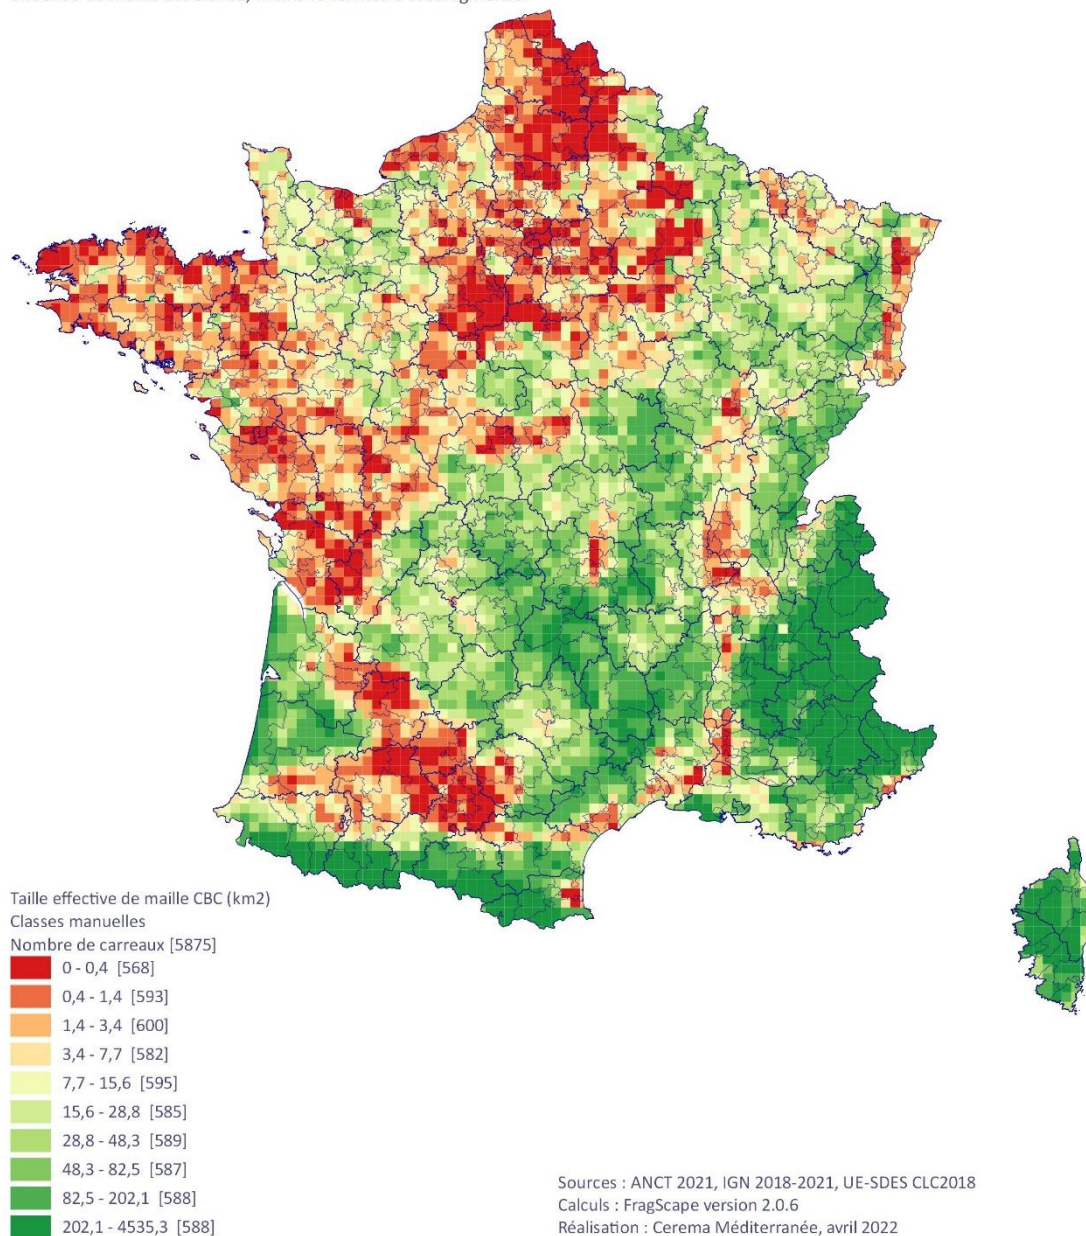 Taille effective de maille CBC (km2)
Classes manuelles
Nombre de carreaux [5875]
0 - 0,4 [568]
0,4 - 1,4 [593]
1,4 - 3,4 [600]
3,4 - 7,7 [582]
7,7 - 15,6 [595]
15,6 - 28,8 [585]
28,8 - 48,3 [589]
48,3 - 82,5 [587]
82,5 - 202,1 [588]
202,1 - 4535,3 [588]
Sources : ANCT 2021, IGN 2018-2021, UE-SDES CLC2018
Calculs : FragScape version 2.0.6
Réalisation : Cerema Méditerranée, avril 2022